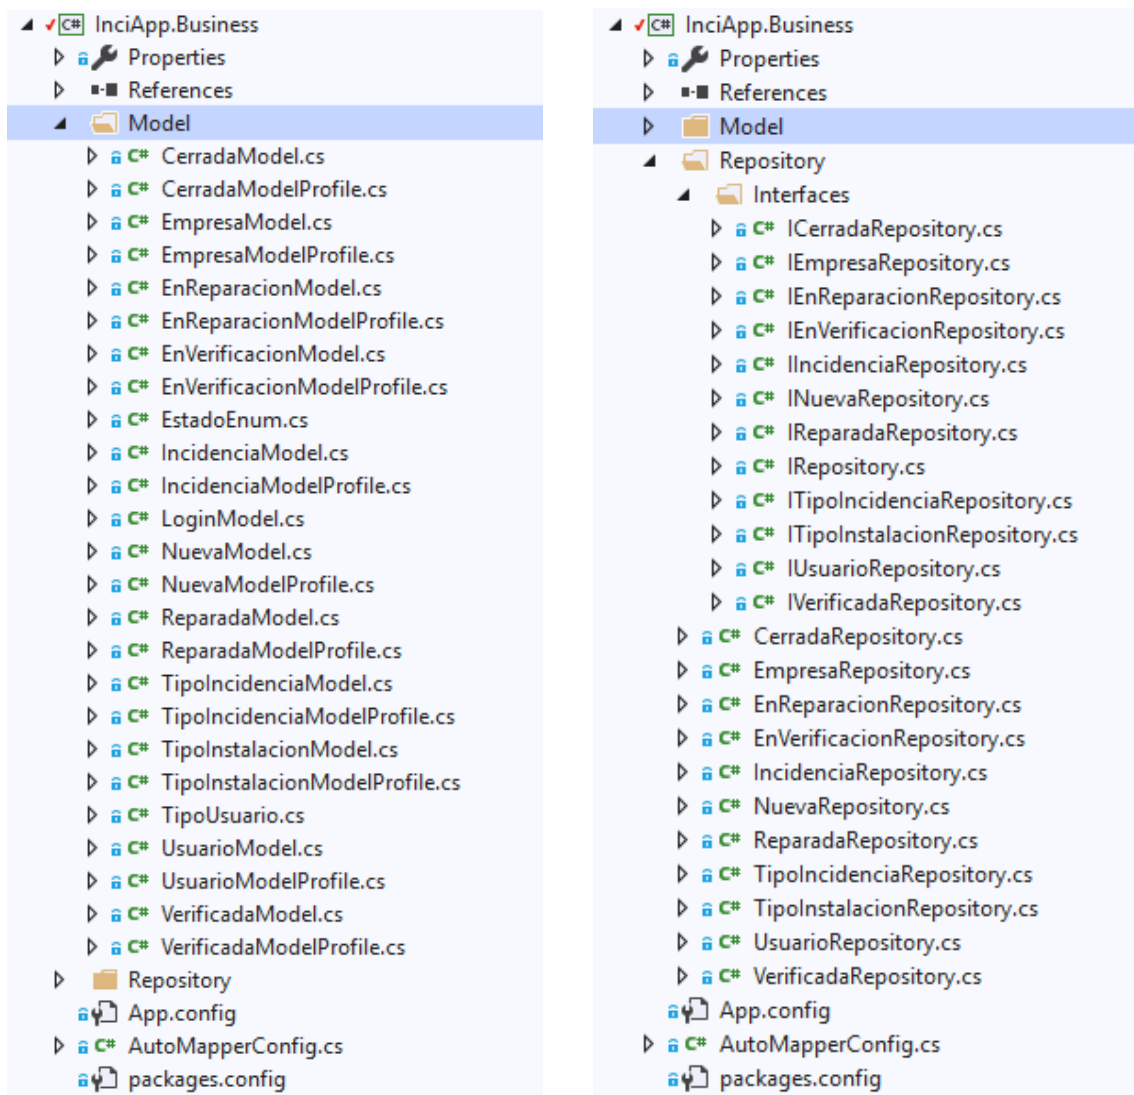 C# InciApp.Business
Properties
References
Model
C# CerradaModel.cs
C# CerradaModelProfile.cs
C# EmpresaModel.cs
C# EmpresaModelProfile.cs
C# EnReparacionModel.cs
C# EnReparacionModelProfile.cs
C# EnVerificacionModel.cs
C# EnVerificacionModelProfile.cs
C# EstadoEnum.cs
C# IncidenciaModel.cs
C# IncidenciaModelProfile.cs
C# LoginModel.cs
C# NuevaModel.cs
C# NuevaModelProfile.cs
C# ReparadaModel.cs
C# ReparadaModelProfile.cs
C# TipoIncidenciaModel.cs
C# TipoIncidenciaModelProfile.cs
C# TipoInstalacionModel.cs
C# TipoInstalacionModelProfile.cs
C# TipoUsuario.cs
C# UsuarioModel.cs
C# UsuarioModelProfile.cs
C# VerificadaModel.cs
C# VerificadaModelProfile.cs
Repository
App.config
C# AutoMapperConfig.cs
packages.config
C# InciApp.Business
Properties
References
Model
Repository
Interfaces
C# ICerradaRepository.cs
C# IEmpresaRepository.cs
C# IEnReparacionRepository.cs
C# IEnVerificacionRepository.cs
C# IIncidenciaRepository.cs
C# INuevaRepository.cs
C# IReparadaRepository.cs
C# IRepository.cs
C# ITipoIncidenciaRepository.cs
C# ITipoInstalacionRepository.cs
C# IUsuarioRepository.cs
C# IVerificadaRepository.cs
C# CerradaRepository.cs
C# EmpresaRepository.cs
C# EnReparacionRepository.cs
C# EnVerificacionRepository.cs
C# IncidenciaRepository.cs
C# NuevaRepository.cs
C# ReparadaRepository.cs
C# TipoIncidenciaRepository.cs
C# TipoInstalacionRepository.cs
C# UsuarioRepository.cs
C# VerificadaRepository.cs
App.config
C# AutoMapperConfig.cs
packages.config